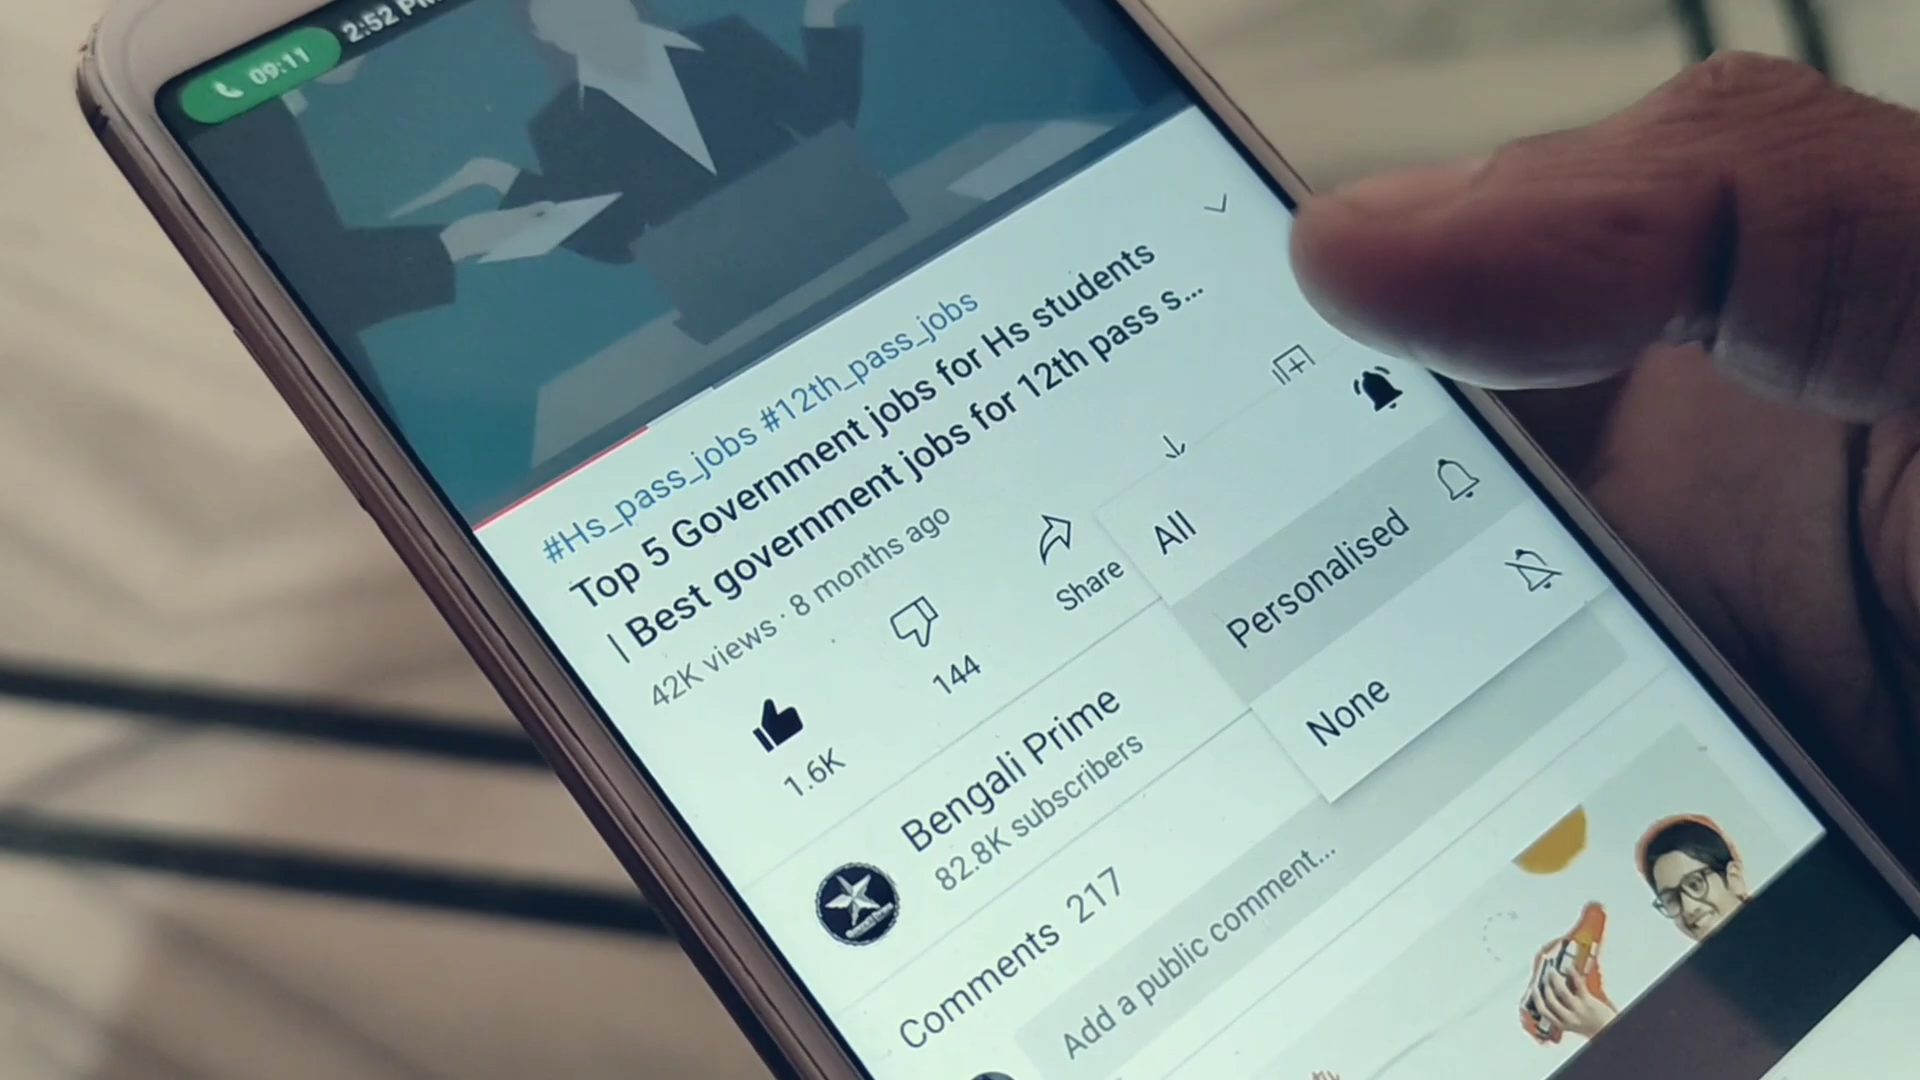 09:11
2:52
#Hs_pass_jobs #12th_pass_jobs
Top 5 Government jobs for Hs students
| Best government jobs for 12th pass s...
42K views · 8 months ago
1.6K
144
Share
All
Personalised
None
Bengali Prime
82.8K subscribers
Comments 217
Add a public comment...